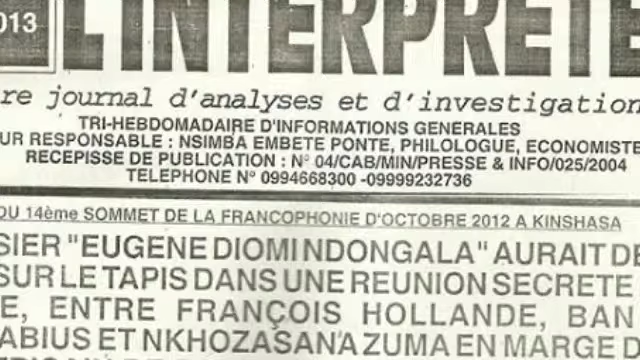 013
L'INTERPRETE
re journal d'analyses et d'investigation
TRI-HEBDOMADAIRE D'INFORMATIONS GENERALES
UR RESPONSABLE : NSIMBA EMBETE PONTE, PHILOLOGUE, ECONOMISTE
RECEPISSE DE PUBLICATION : N° 04/CAB/MIN/PRESSE & INFO/025/2004
TELEPHONE N° 0994668300 -09999232736
DU 14ème SOMMET DE LA FRANCOPHONIE D'OCTOBRE 2012 A KINSHASA
SIER "EUGENE DIOMI NDONGALA" AURAIT DE
SUR LE TAPIS DANS UNE REUNION SECRETE
E, ENTRE FRANÇOIS HOLLANDE, BAN
ABIUS ET NKHOZASAN'A ZUMA EN MARGE D